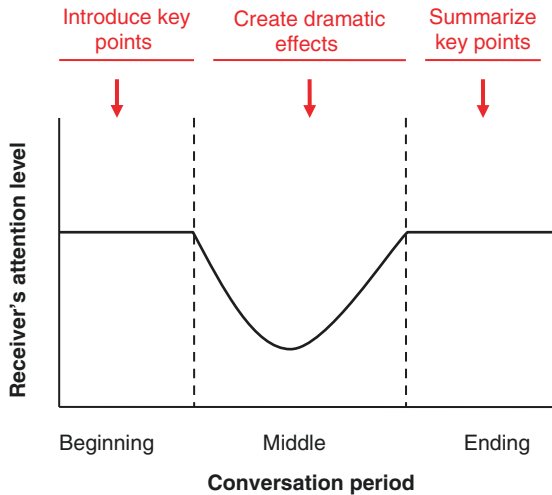 Introduce key
points
Create dramatic
effects
Summarize
key points
Receiver's attention level
Beginning
Middle
Ending
Conversation period